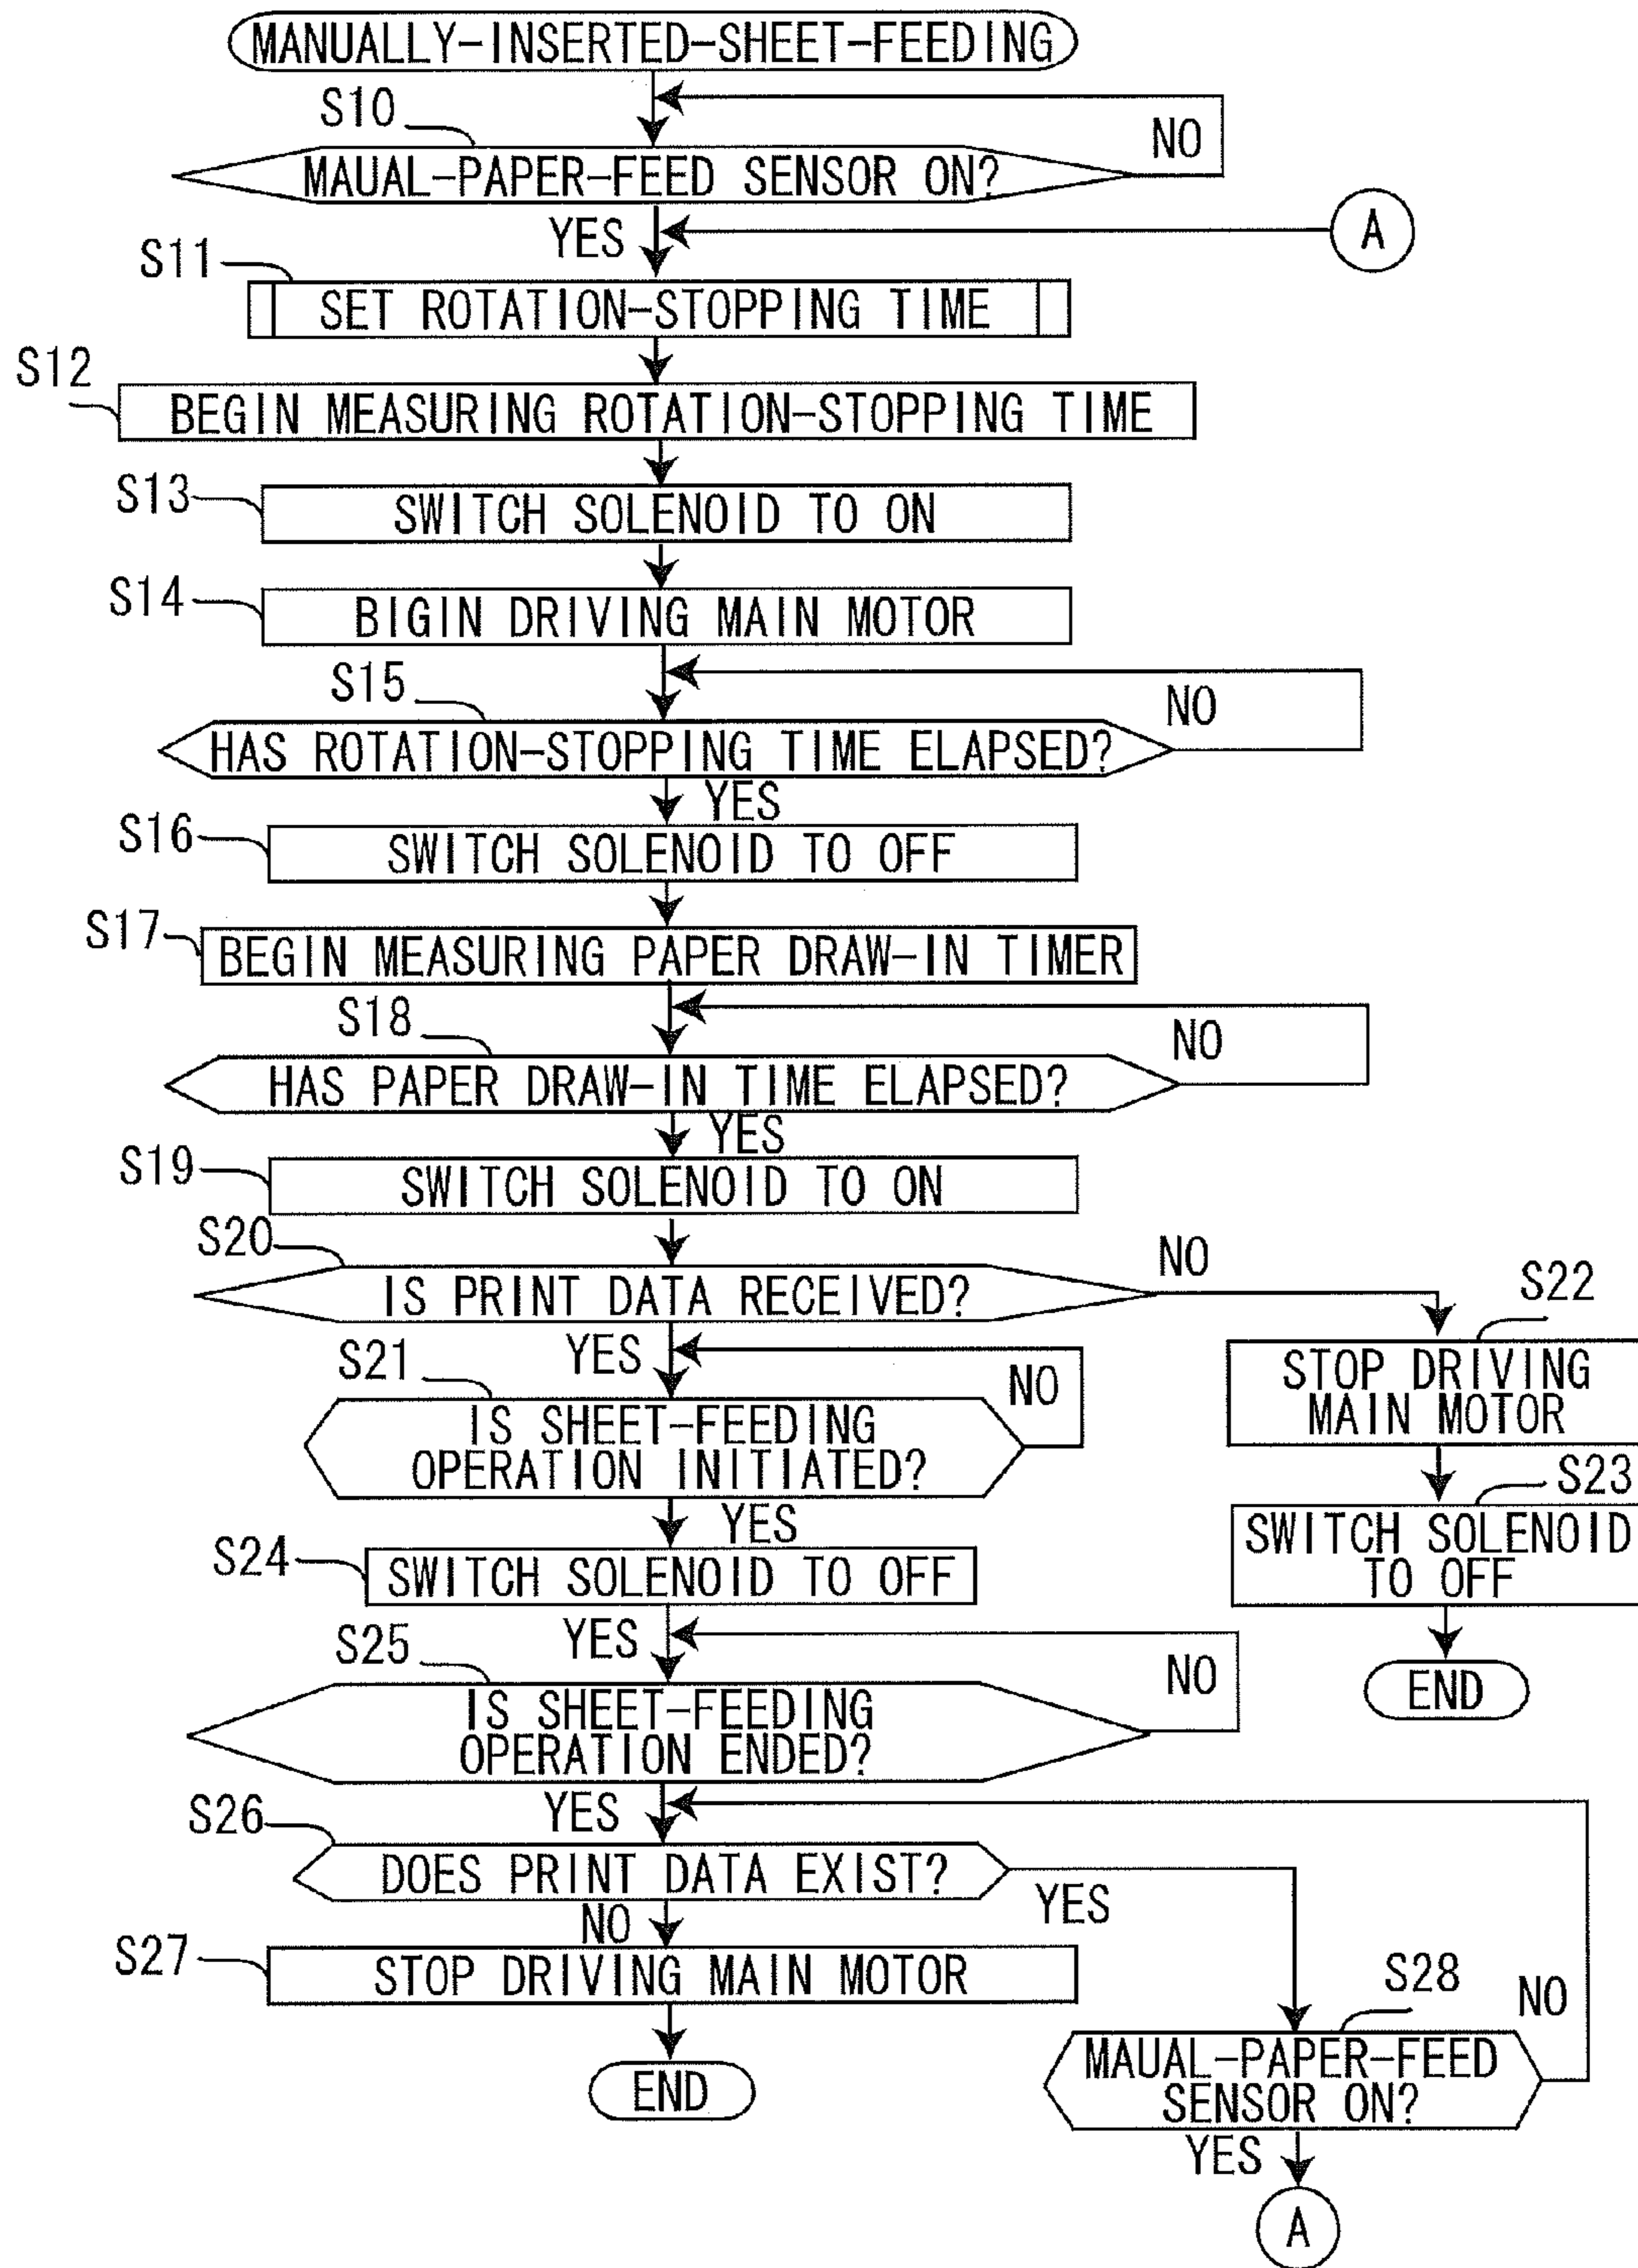 MANUALLY-INSERTED-SHEET-FEEDING
S10
NO
MAUAL-PAPER-FEED SENSOR ON?
YES
A
S11
SET ROTATION-STOPPING TIME
S12
BEGIN MEASURING ROTATION-STOPPING TIME
S13
SWITCH SOLENOID TO ON
S14
BIGIN DRIVING MAIN MOTOR
S15
NO
HAS ROTATION-STOPPING TIME ELAPSED?
YES
S16
SWITCH SOLENOID TO OFF
S17
BEGIN MEASURING PAPER DRAW-IN TIMER
S18
NO
HAS PAPER DRAW-IN TIME ELAPSED?
YES
S19
SWITCH SOLENOID TO ON
S20
NO
IS PRINT DATA RECEIVED?
S22
YES
STOP DRIVING
MAIN MOTOR
S21
NO
IS SHEET-FEEDING
OPERATION INITIATED?
S23
YES
SWITCH SOLENOID
TO OFF
S24
SWITCH SOLENOID TO OFF
YES
END
S25
NO
IS SHEET-FEEDING
OPERATION ENDED?
YES
S26
DOES PRINT DATA EXIST?
YES
NO
S27
STOP DRIVING MAIN MOTOR
S28
NO
END
MAUAL-PAPER-FEED
SENSOR ON?
YES
A